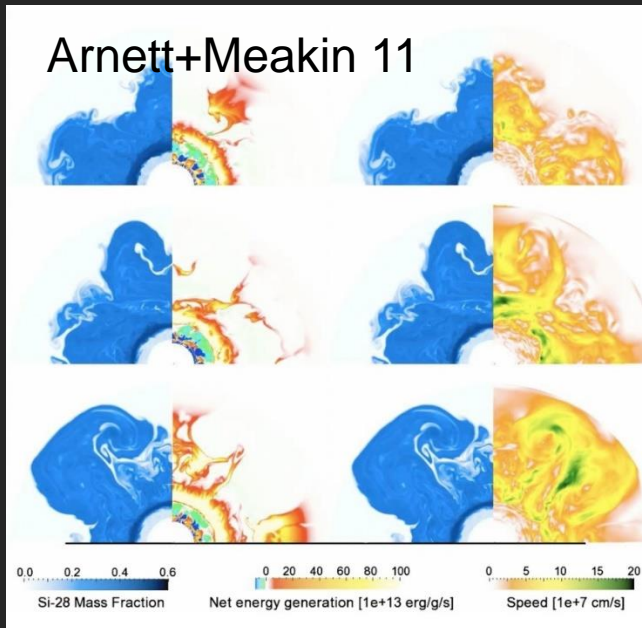 Arnett+Meakin 11
0.0 0.2 0.4 0.6
Si-28 Mass Fraction
0 20 40 60 80 100
Net energy generation [1e+13 erg/g/s]
0 5 10 15 20
Speed [1e+7 cm/s]